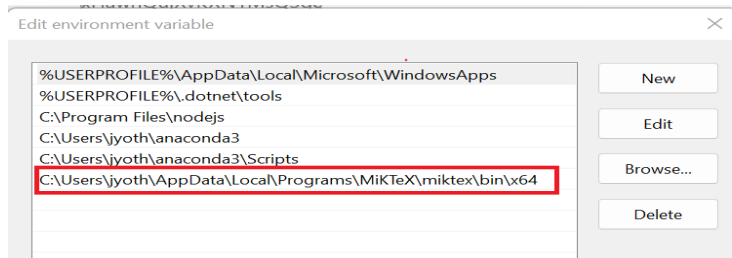 Edit environment variable
%USERPROFILE%\AppData\Local\Microsoft\WindowsApps
%USERPROFILE%\.dotnet\tools
C:\Program Files\nodejs
C:\Users\jyoth\anaconda3
C:\Users\jyoth\anaconda3\Scripts
C:\Users\jyoth\AppData\Local\Programs\MiKTeX\miktex\bin\x64
New
Edit
Browse...
Delete